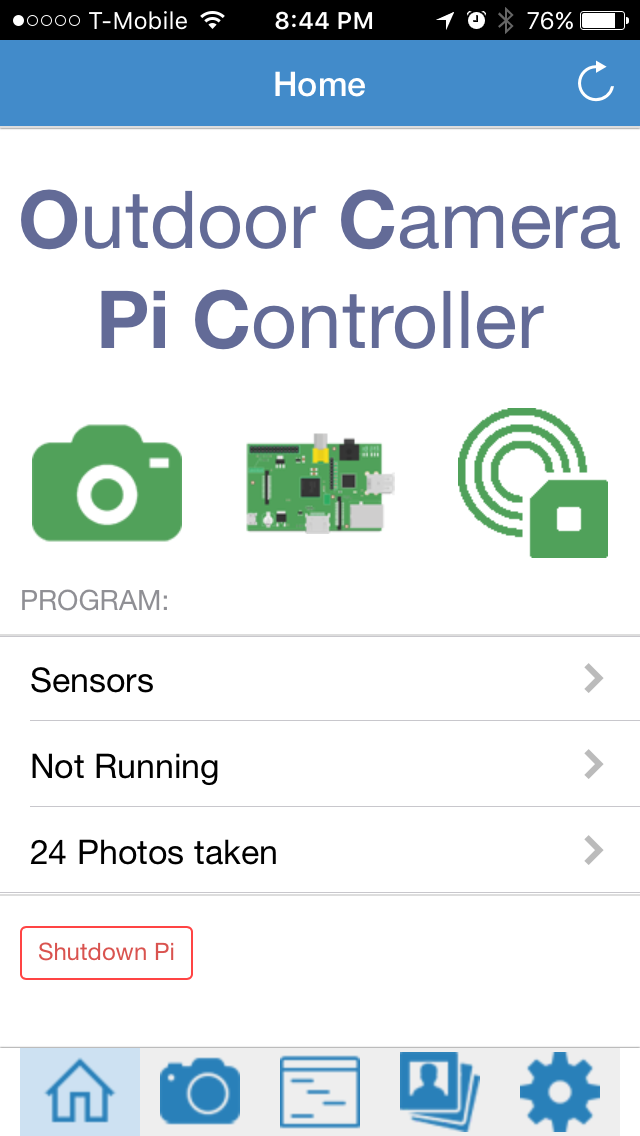 T-Mobile 8:44 PM 76%
Home
Outdoor Camera
Pi Controller
PROGRAM:
Sensors
Not Running
24 Photos taken
Shutdown Pi